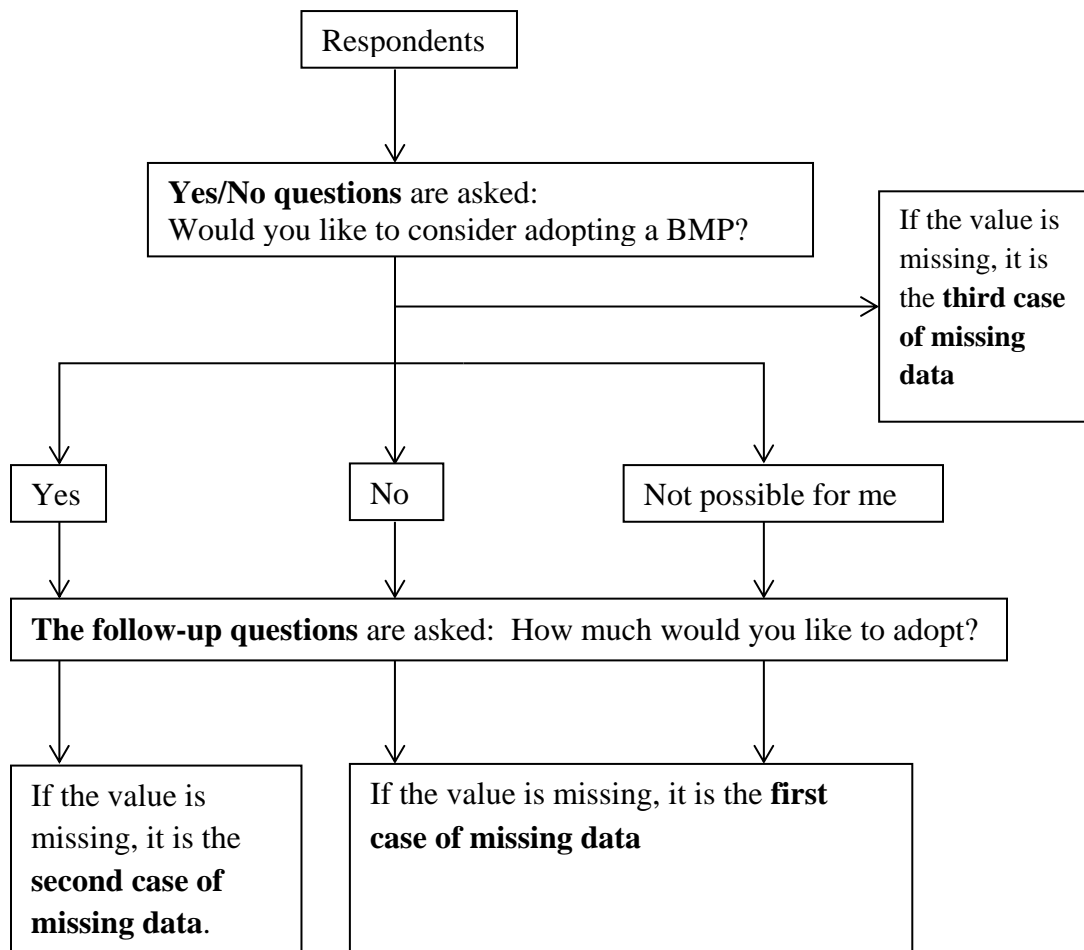 Respondents
Yes/No questions are asked:
Would you like to consider adopting a BMP?
If the value is
missing, it is
the third case
of missing
data
Yes
No
Not possible for me
The follow-up questions are asked:  How much would you like to adopt?
If the value is
missing, it is the
second case of
missing data.
If the value is missing, it is the first
case of missing data